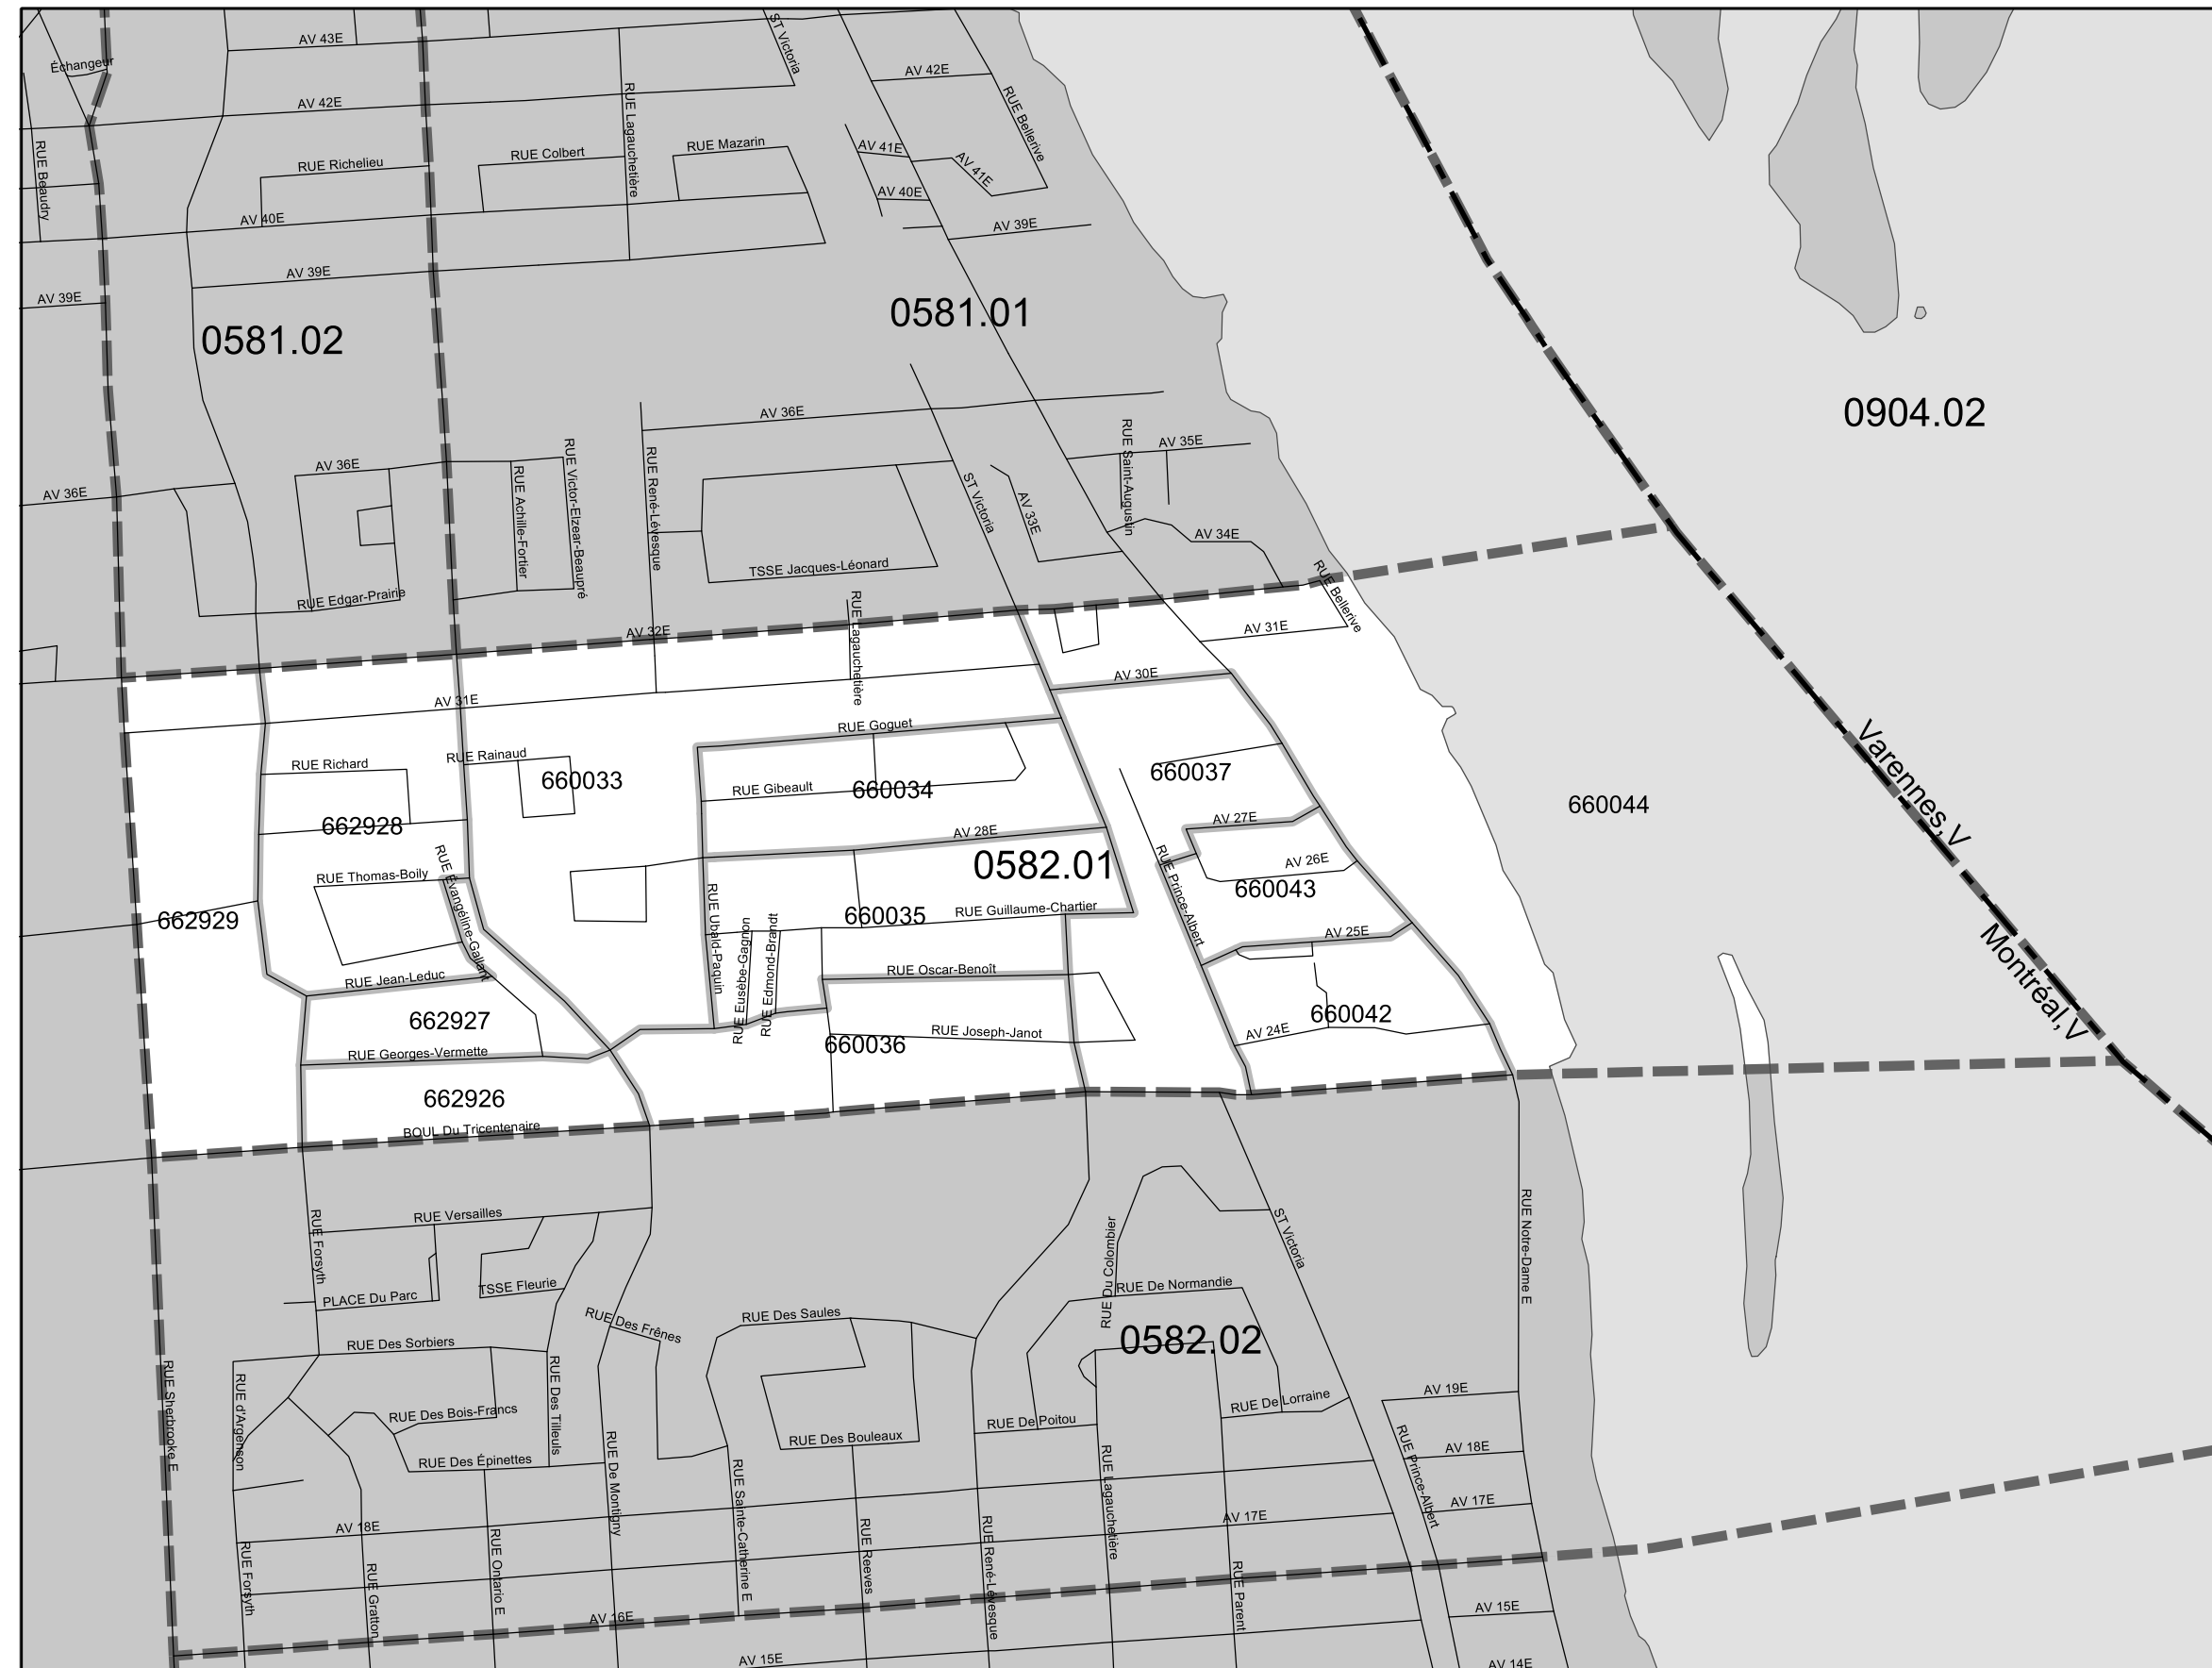 AV 43E
ST Victoria
Échangeur
AV 42E
RUE Bellerive
AV 42E
RUE Lagauchetière
RUE Beaudry
RUE Richelieu
RUE Colbert
RUE Mazarin
AV 41E
AV 41E
AV 40E
AV 40E
AV 39E
AV 39E
AV 39E
0581.02
0581.01
0904.02
AV 36E
AV 36E
AV 36E
RUE Achille-Fortier
RUE Victor-Elzear-Beaupré
RUE René-Lévesque
ST Victoria
AV 33E
RUE Saint-Augustin
AV 35E
AV 34E
TSSE Jacques-Léonard
RUE Edgar-Prairie
RUE Bellerive
AV 32E
RUE Lagauchetière
AV 31E
AV 31E
AV 30E
RUE Goguet
RUE Rainaud
RUE Richard
660033
RUE Gibeault
660034
660037
660044
Varennes,V
Montréal,V
662928
AV 28E
AV 27E
0582.01
RUE Évangéline-Gallant
RUE Thomas-Boily
RUE Prince-Albert
AV 26E
660043
662929
RUE Ubald-Paquin
RUE Eusèbe-Gagnon
RUE Edmond-Brandt
660035
RUE Guillaume-Chartier
AV 25E
RUE Jean-Leduc
RUE Oscar-Benoît
662927
660042
RUE Joseph-Janot
AV 24E
660036
RUE Georges-Vermette
662926
BOUL Du Tricentenaire
RUE Versailles
RUE Forsyth
RUE Du Colombier
ST Victoria
RUE Notre-Dame E
TSSE Fleurie
PLACE Du Parc
RUE De Normandie
RUE Des Frênes
RUE Des Saules
0582.02
RUE Des Sorbiers
RUE Sherbrooke E
RUE d'Argenson
RUE Des Tilleuls
AV 19E
RUE De Lorraine
RUE Des Bois-Francs
RUE De Poitou
RUE Des Bouleaux
RUE Prince-Albert
AV 18E
RUE Des Épinettes
RUE De Montigny
RUE Sainte-Catherine E
RUE Lagauchetière
AV 17E
AV 17E
AV 18E
RUE Reeves
RUE René-Lévesque
RUE Forsyth
RUE Gratton
RUE Ontario E
RUE Parent
AV 16E
AV 15E
AV 15E
AV 14E